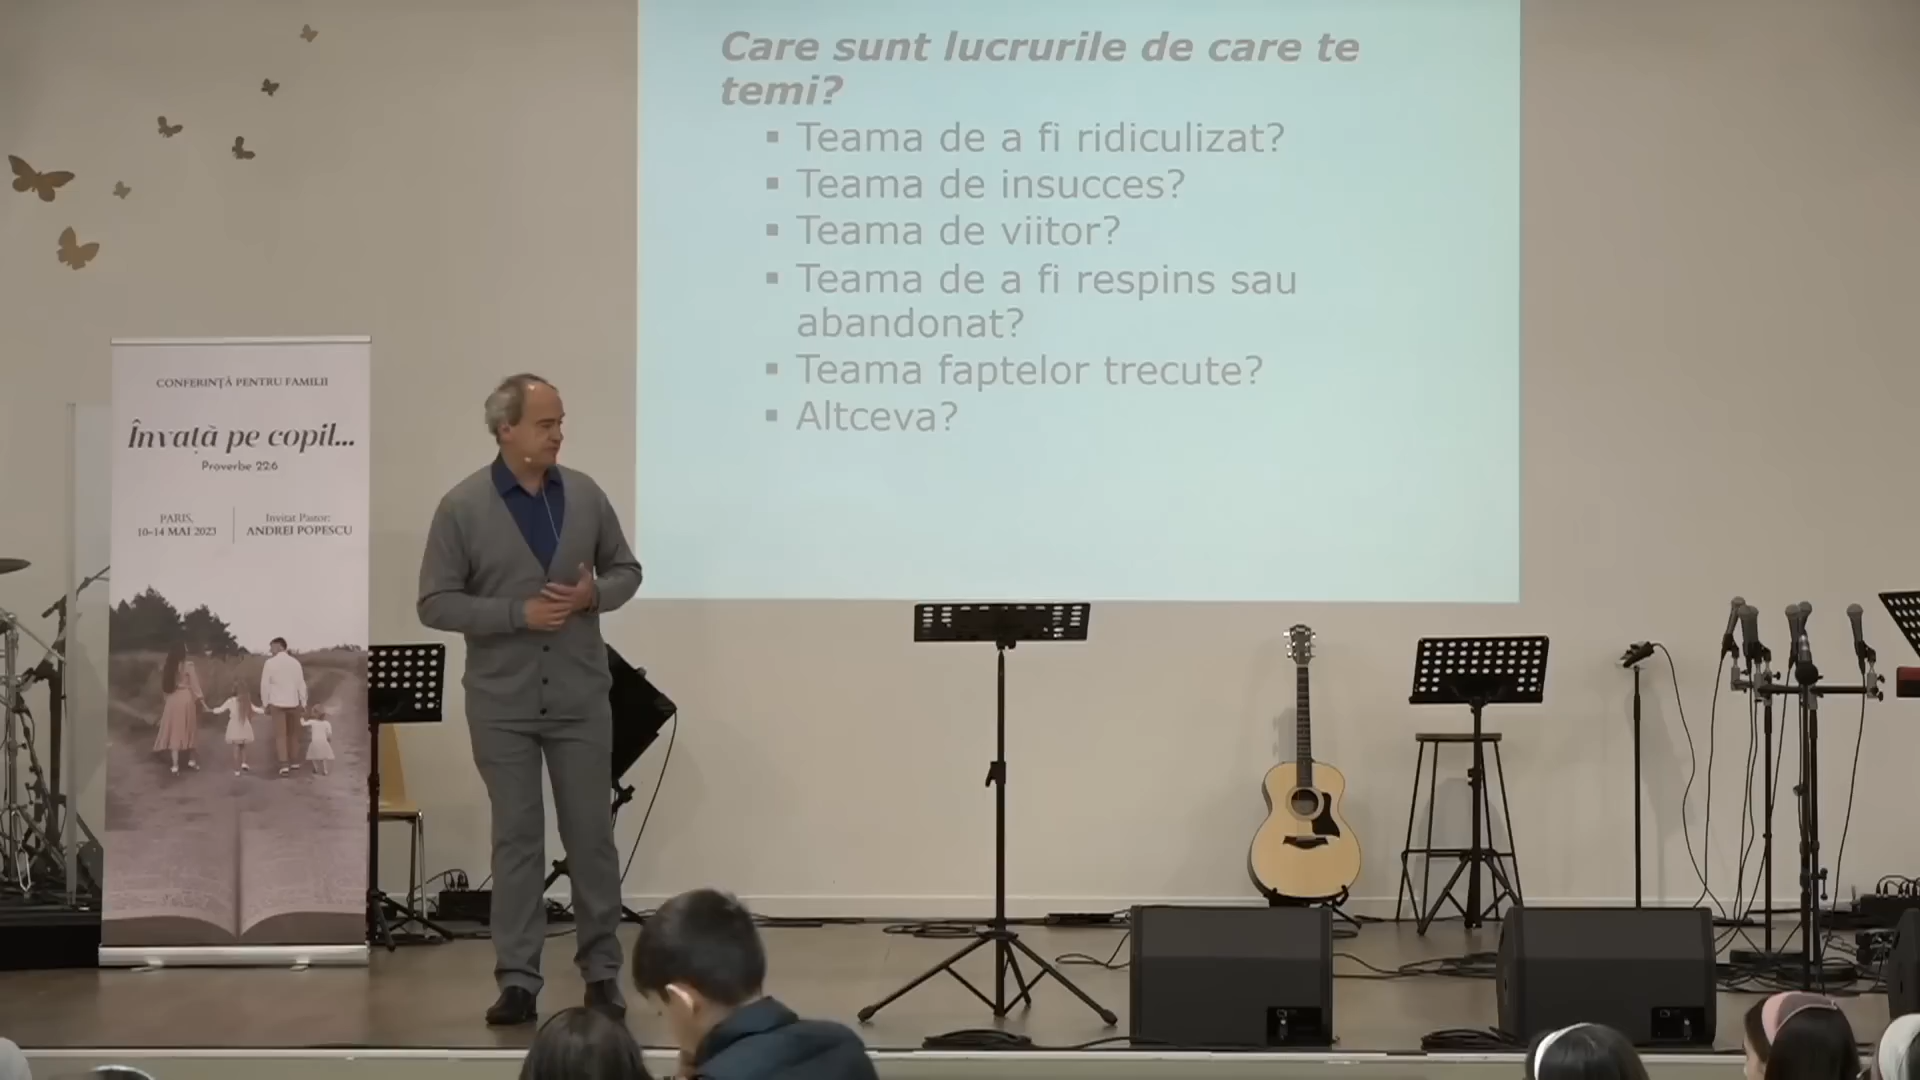 Care sunt lucrurile de care te
temi?
▪ Teama de a fi ridiculizat?
▪ Teama de insucces?
▪ Teama de viitor?
▪ Teama de a fi respins sau
abandonat?
▪ Teama faptelor trecute?
▪ Altceva?
CONFERINȚĂ PENTRU FAMILII
Învață pe copil...
Proverbe 22:6
PARIS,
10-14 MAI 2023
Invitat Pastor:
ANDREI POPESCU